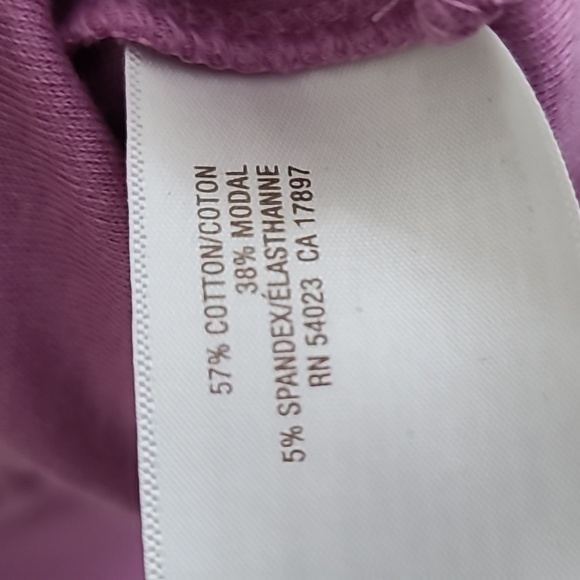 57% COTTON/COTON
38% MODAL
5% SPANDEX/ÉLASTHANNE
RN 54023 CA 17897